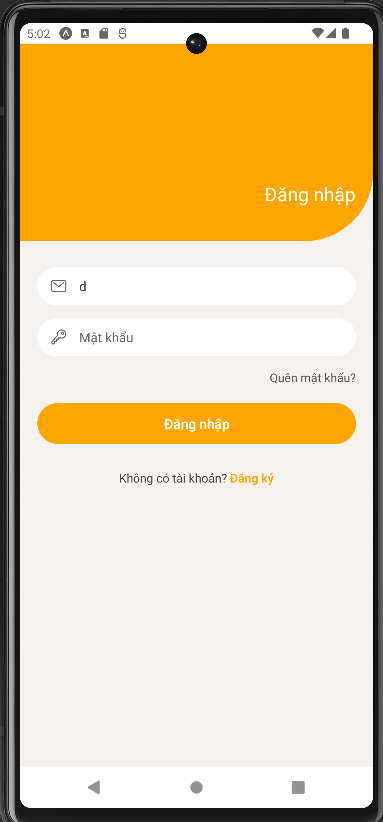 5:02
Đăng nhập
d
Mật khẩu
Quên mật khẩu?
Đăng nhập
Không có tài khoản? Đăng ký